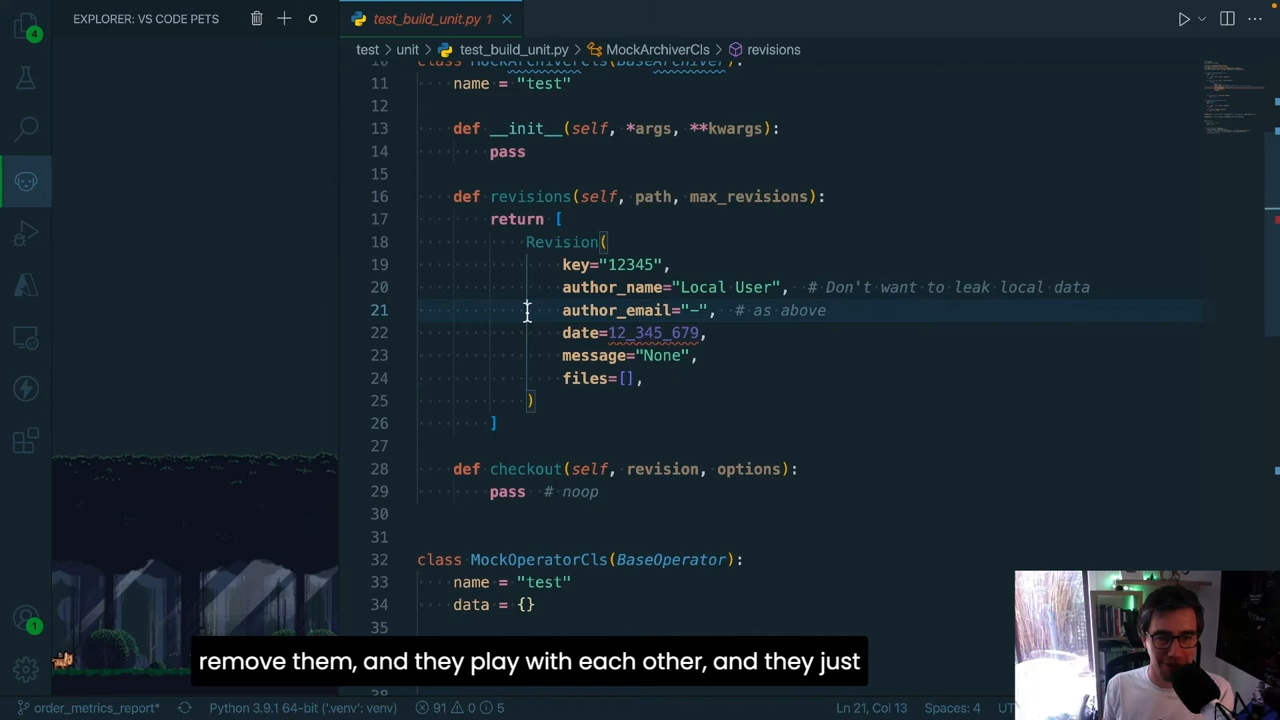 4
EXPLORER: VS CODE PETS
test_build_unit.py 1
test > unit > test_build_unit.py > MockArchiverCls > revisions
10 class MockArchiverCls(BaseArchiver):
11 name = "test"
12
13 def __init__(self, *args, **kwargs):
14 pass
15
16 def revisions(self, path, max_revisions):
17 return [
18 Revision(
19 key="12345",
20 author_name="Local User", # Don't want to leak local data
21 author_email="-", # as above
22 date=12_345_679,
23 message="None",
24 files=[],
25 )
26 ]
27
28 def checkout(self, revision, options):
29 pass # noop
30
31
32 class MockOperatorCls(BaseOperator):
33 name = "test"
34 data = {}
35
1
remove them, and they play with each other, and they just
order_metrics_report* Python 3.9.1 64-bit ('.venv': venv) 91 0 5 Ln 21, Col 13 Spaces: 4